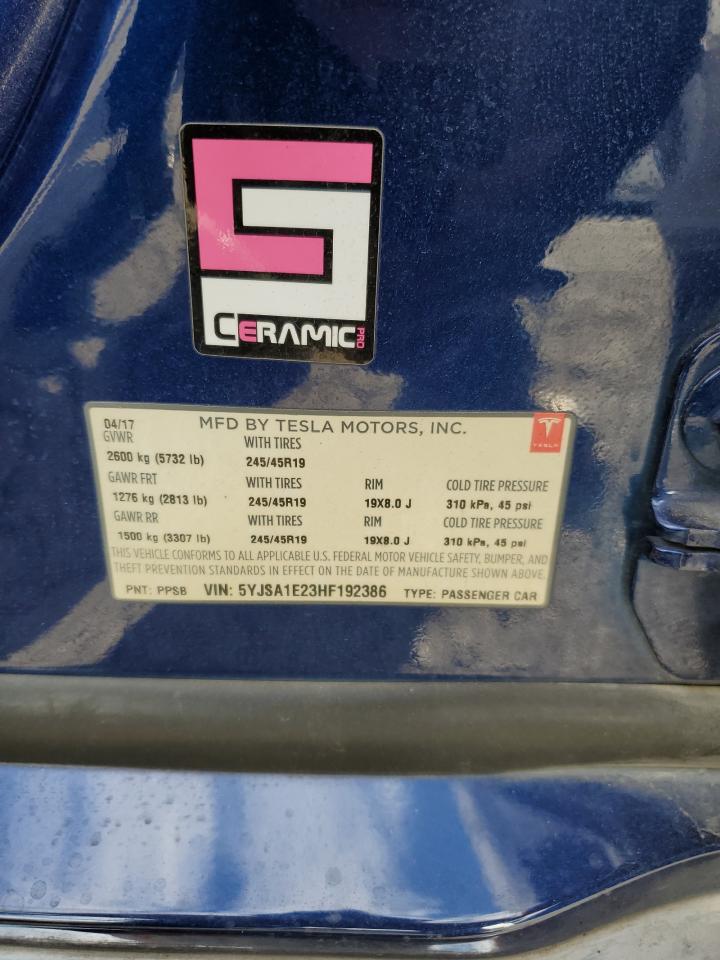 CERAMIC PRO
04/17 MFD BY TESLA MOTORS, INC.
TESLA
GVWR WITH TIRES
2600 kg (5732 lb) 245/45R19
GAWR FRT WITH TIRES RIM COLD TIRE PRESSURE
1276 kg (2813 lb) 245/45R19 19X8.0 J 310 kPa, 45 psi
GAWR RR WITH TIRES RIM COLD TIRE PRESSURE
1500 kg (3307 lb) 245/45R19 19X8.0 J 310 kPa, 45 psi
THIS VEHICLE CONFORMS TO ALL APPLICABLE U.S. FEDERAL MOTOR VEHICLE SAFETY, BUMPER, AND
THEFT PREVENTION STANDARDS IN EFFECT ON THE DATE OF MANUFACTURE SHOWN ABOVE.
PNT: PPSB VIN: 5YJSA1E23HF192386 TYPE: PASSENGER CAR